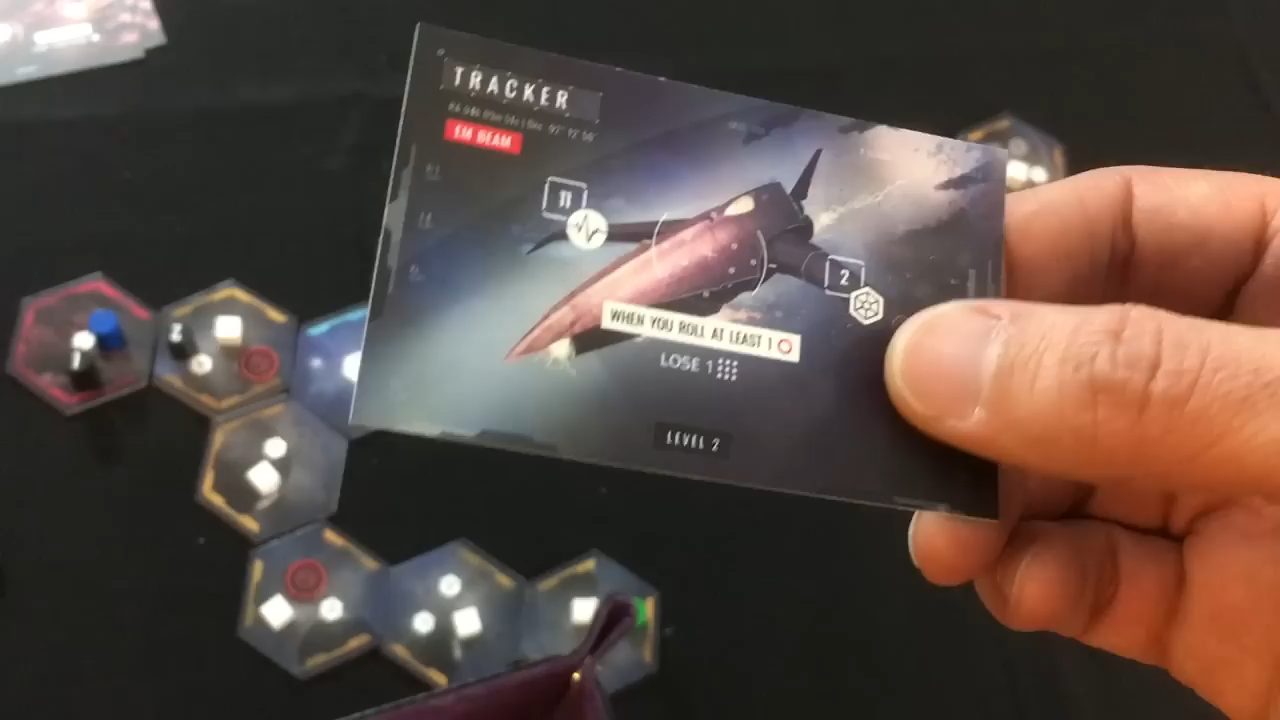 TRACKER
EM BEAM
11
2
WHEN YOU ROLL AT LEAST 1
LOSE 1
LEVEL 2